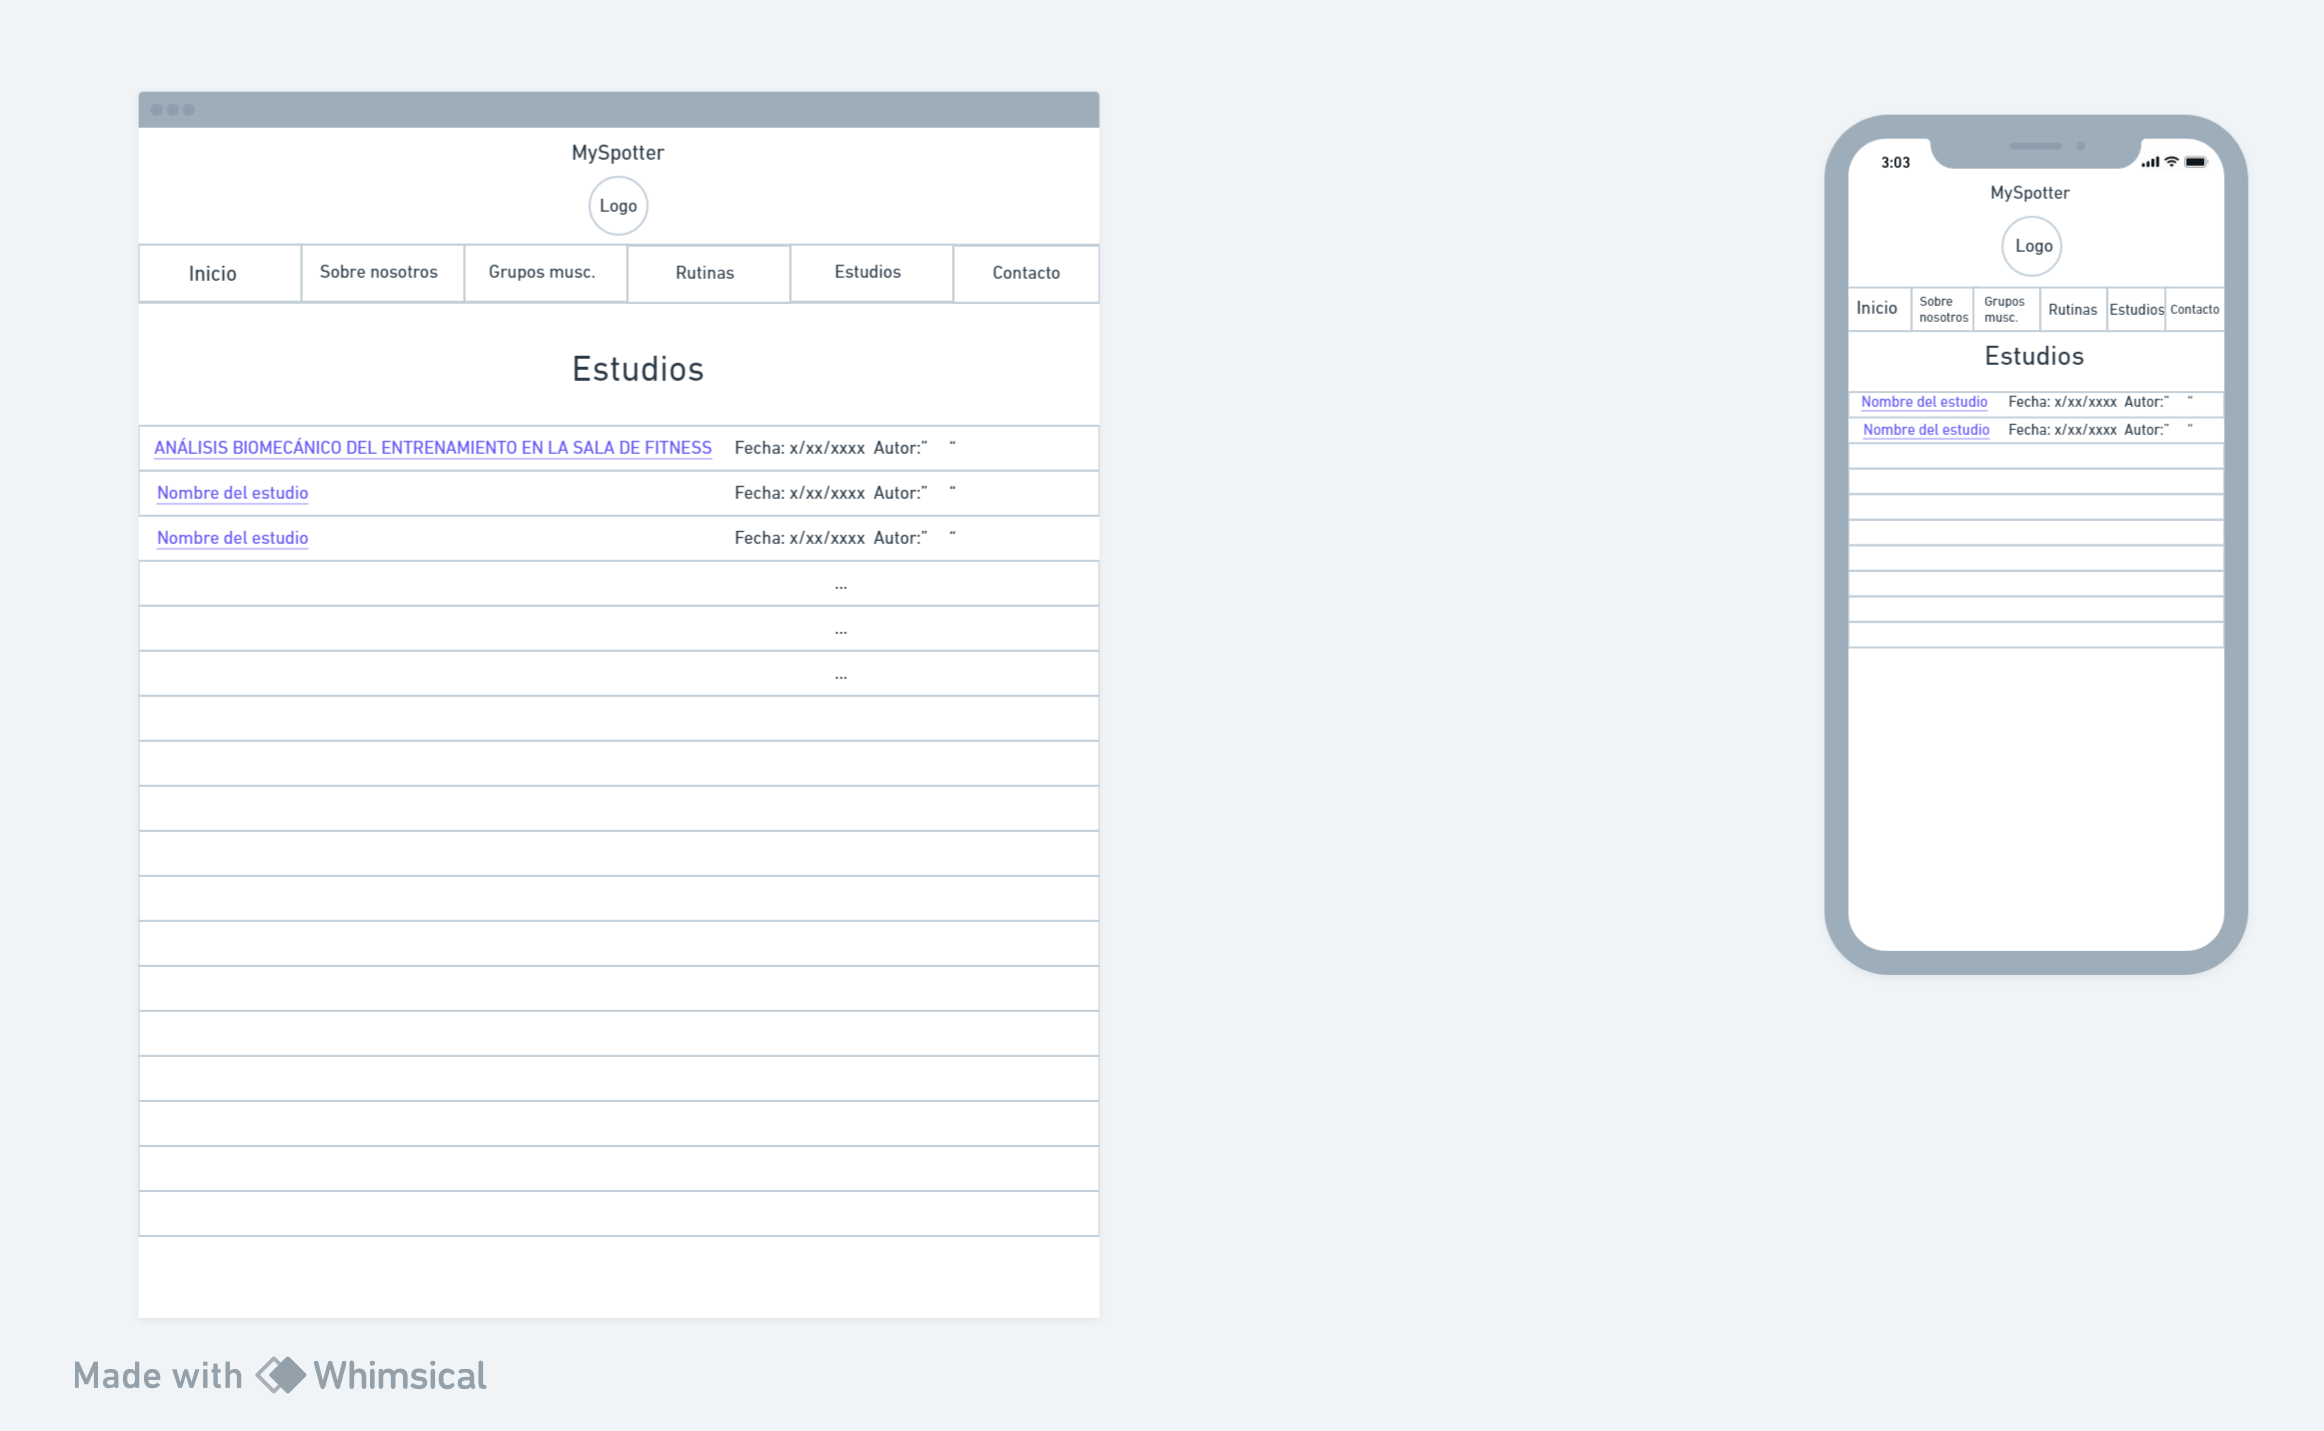 MySpotter
Logo
Inicio Sobre nosotros Grupos musc. Rutinas Estudios Contacto
Estudios
ANÁLISIS BIOMECÁNICO DEL ENTRENAMIENTO EN LA SALA DE FITNESS Fecha: x/xx/xxxx Autor:” “
Nombre del estudio Fecha: x/xx/xxxx Autor:” “
Nombre del estudio Fecha: x/xx/xxxx Autor:” “
...
...
...
3:03
MySpotter
Logo
Inicio Sobre nosotros Grupos musc. Rutinas Estudios Contacto
Estudios
Nombre del estudio Fecha: x/xx/xxxx Autor:” “
Nombre del estudio Fecha: x/xx/xxxx Autor:” “
Made with Whimsical